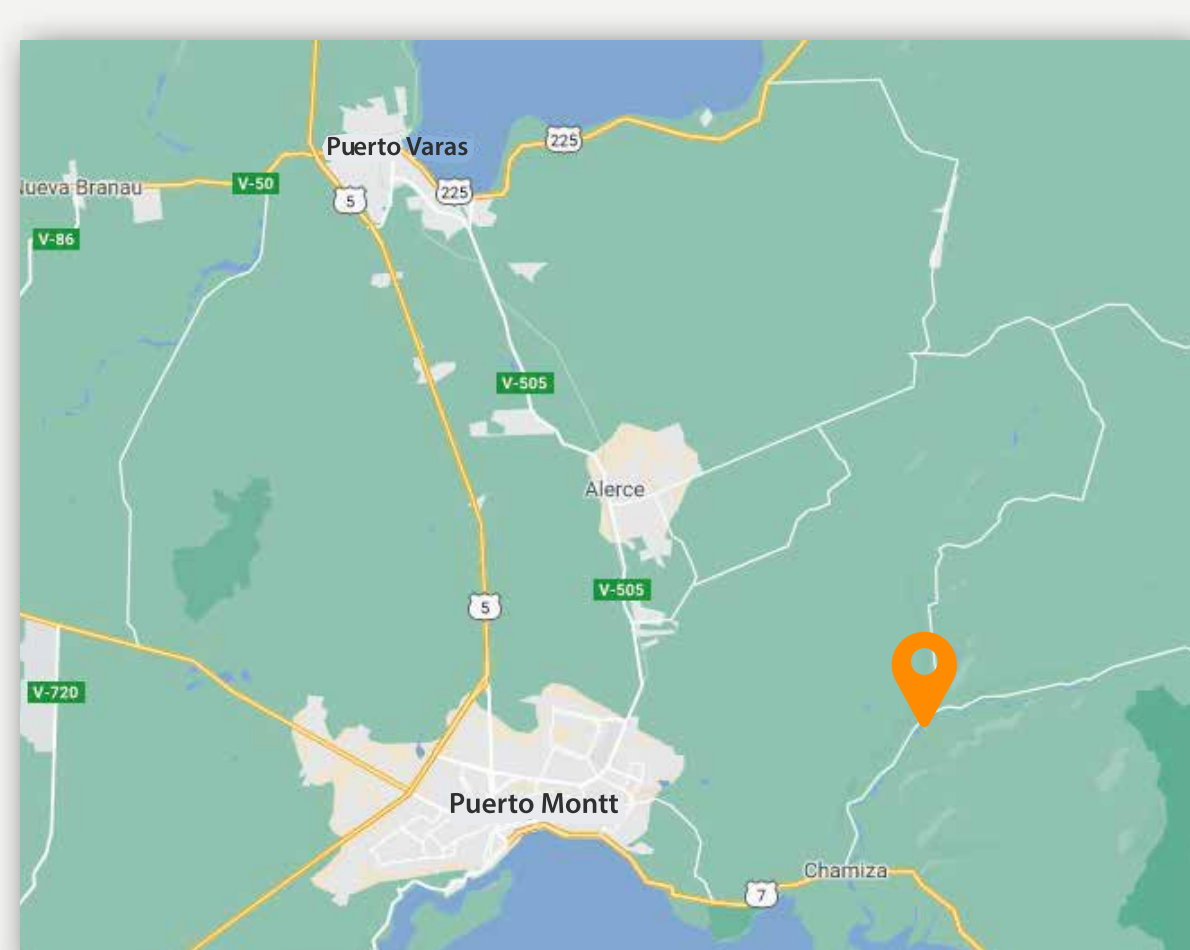 Puerto Varas
225
Nueva Branau
V-50
5
225
V-86
V-505
Alerce
V-505
5
V-720
Puerto Montt
Chamiza
7